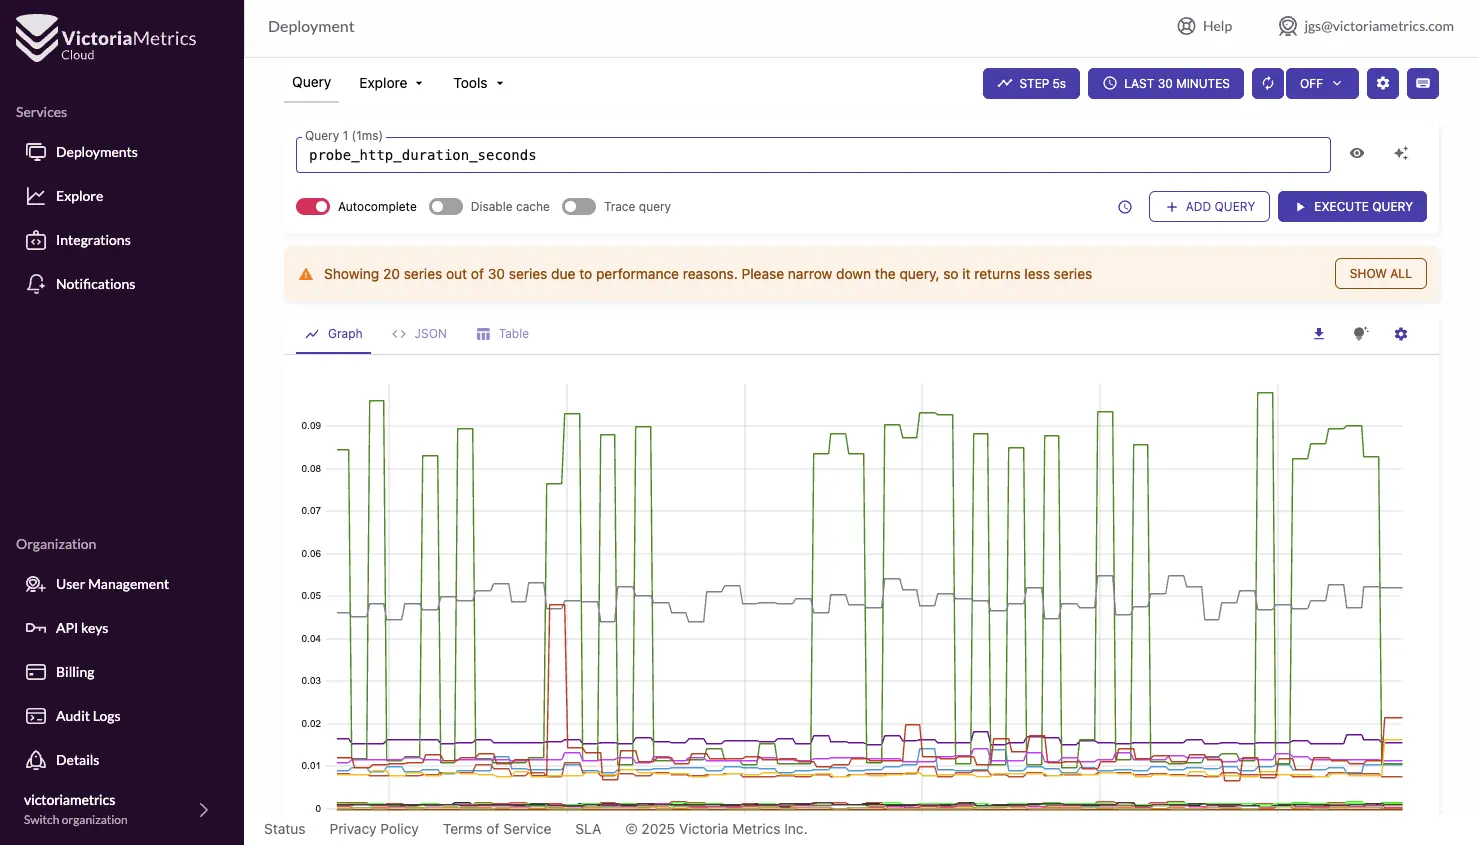 VictoriaMetrics
Cloud
Services
Deployments
Explore
Integrations
Notifications
Organization
User Management
API keys
Billing
Audit Logs
Details
victoriametrics
Switch organization
Deployment
Help
jgs@victoriametrics.com
Query
Explore
Tools
STEP 5s
LAST 30 MINUTES
OFF
Query 1 (1ms)
probe_http_duration_seconds
Autocomplete
Disable cache
Trace query
ADD QUERY
EXECUTE QUERY
Showing 20 series out of 30 series due to performance reasons. Please narrow down the query, so it returns less series
SHOW ALL
Graph
JSON
Table
0.09
0.08
0.07
0.06
0.05
0.04
0.03
0.02
0.01
0
Status
Privacy Policy
Terms of Service
SLA
© 2025 Victoria Metrics Inc.